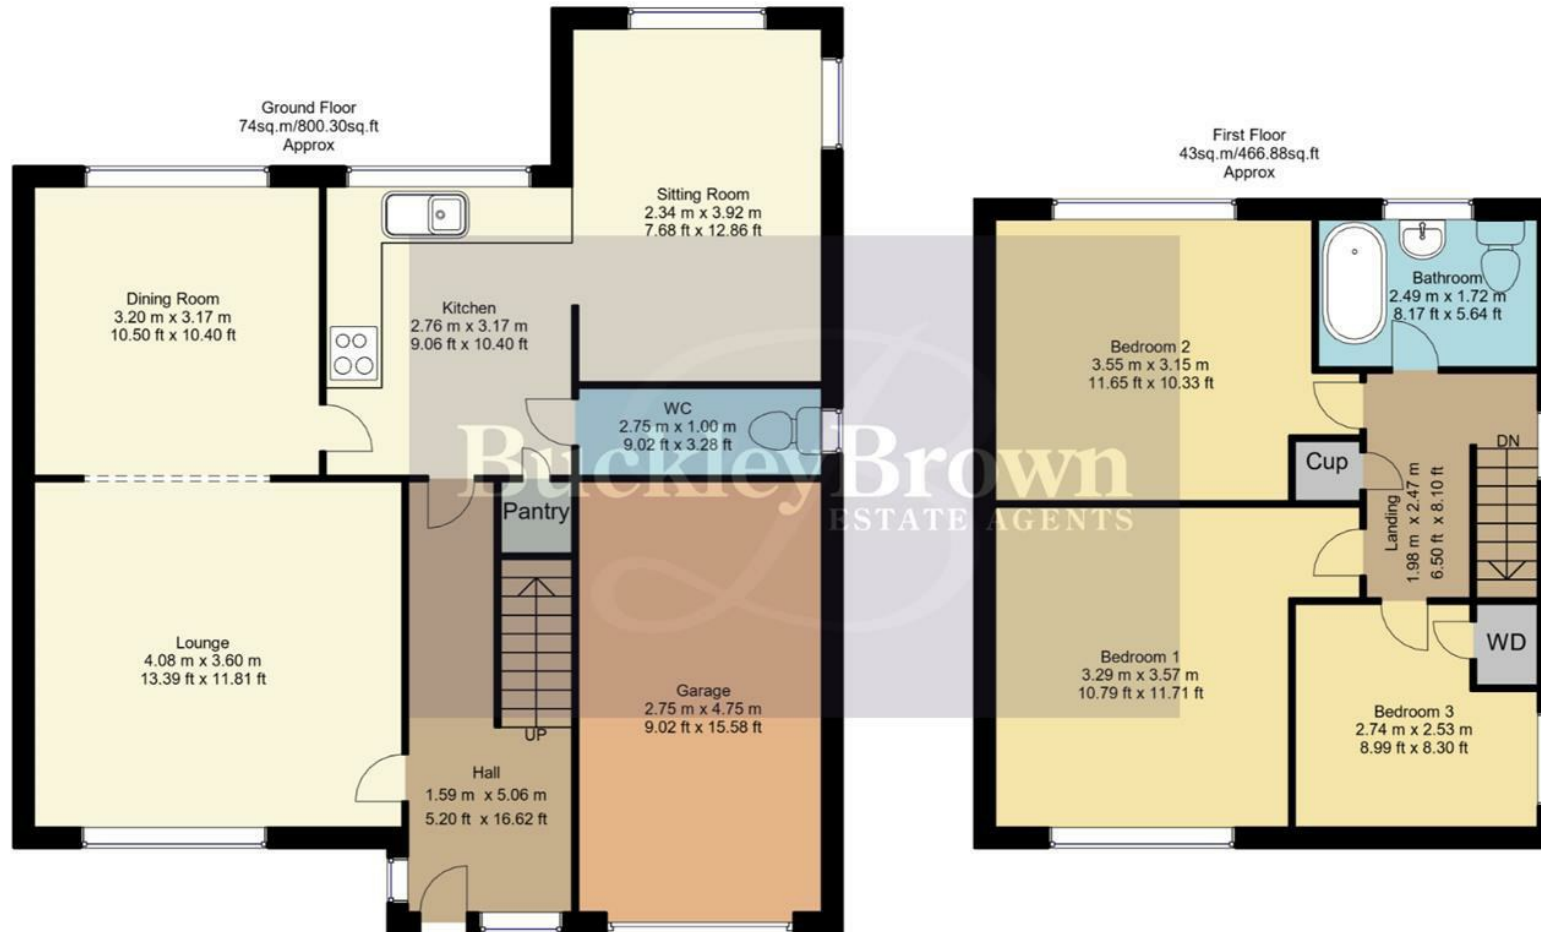 Ground Floor
74sq.m/800.30sq.ft
Approx
Sitting Room
2.34 m x 3.92 m
7.68 ft x 12.86 ft
Dining Room
3.20 m x 3.17 m
10.50 ft x 10.40 ft
Kitchen
2.76 m x 3.17 m
9.06 ft x 10.40 ft
WC
2.75 m x 1.00 m
9.02 ft x 3.28 ft
Pantry
Lounge
4.08 m x 3.60 m
13.39 ft x 11.81 ft
Garage
2.75 m x 4.75 m
9.02 ft x 15.58 ft
UP
Hall
1.59 m x 5.06 m
5.20 ft x 16.62 ft
First Floor
43sq.m/466.88sq.ft
Approx
Bathroom
2.49 m x 1.72 m
8.17 ft x 5.64 ft
Bedroom 2
3.55 m x 3.15 m
11.65 ft x 10.33 ft
DN
Cup
Landing
1.98 m x 2.47 m
6.50 ft x 8.10 ft
WD
Bedroom 1
3.29 m x 3.57 m
10.79 ft x 11.71 ft
Bedroom 3
2.74 m x 2.53 m
8.99 ft x 8.30 ft
BuckleyBrown
ESTATE AGENTS